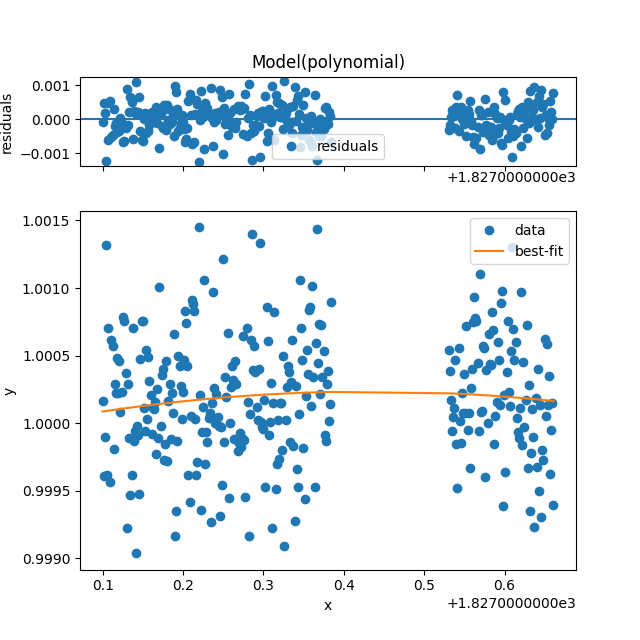 Model(polynomial)
0.001
0.000
−0.001
residuals
residuals
+1.8270000000e3
1.0015
1.0010
1.0005
1.0000
0.9995
0.9990
y
data
best-fit
0.1 0.2 0.3 0.4 0.5 0.6
x
+1.8270000000e3